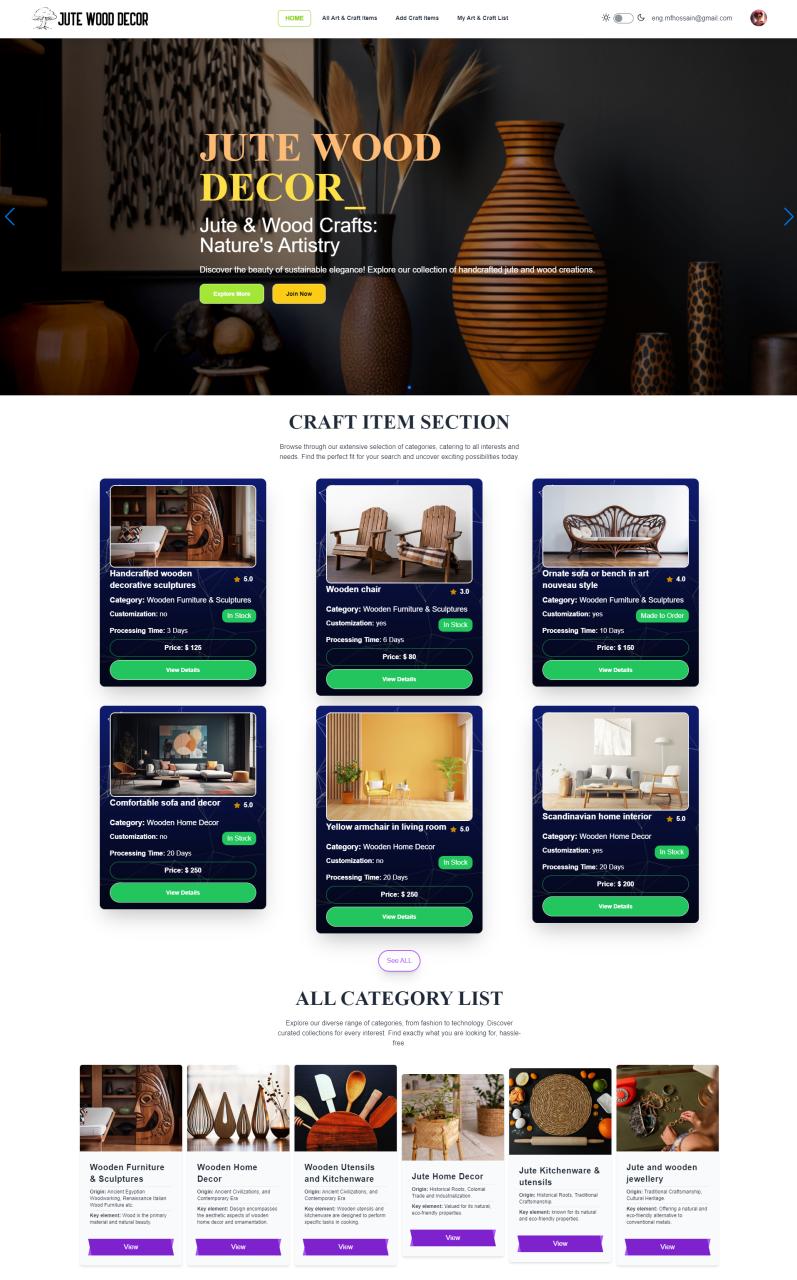 JUTE WOOD DECOR
HOME
All Art & Craft Items
Add Craft Items
My Art & Craft List
eng.mfhossain@gmail.com
JUTE WOOD
DECOR_
Jute & Wood Crafts:
Nature's Artistry
Discover the beauty of sustainable elegance! Explore our collection of handcrafted jute and wood creations.
Explore More
Join Now
CRAFT ITEM SECTION
Browse through our extensive selection of categories, catering to all interests and
needs. Find the perfect fit for your search and uncover exciting possibilities today.
Handcrafted wooden
decorative sculptures
5.0
Category: Wooden Furniture & Sculptures
Customization: no
In Stock
Processing Time: 3 Days
Price: $ 125
View Details
Wooden chair
3.0
Category: Wooden Furniture & Sculptures
Customization: yes
In Stock
Processing Time: 6 Days
Price: $ 80
View Details
Ornate sofa or bench in art
nouveau style
4.0
Category: Wooden Furniture & Sculptures
Customization: yes
Made to Order
Processing Time: 10 Days
Price: $ 150
View Details
Comfortable sofa and decor
5.0
Category: Wooden Home Decor
Customization: no
In Stock
Processing Time: 20 Days
Price: $ 250
View Details
Yellow armchair in living room
5.0
Category: Wooden Home Decor
Customization: no
In Stock
Processing Time: 20 Days
Price: $ 250
View Details
Scandinavian home interior
5.0
Category: Wooden Home Decor
Customization: yes
In Stock
Processing Time: 20 Days
Price: $ 200
View Details
See ALL
ALL CATEGORY LIST
Explore our diverse range of categories, from fashion to technology. Discover
curated collections for every interest. Find exactly what you are looking for, hassle-
free.
Wooden Furniture
& Sculptures
Origin: Ancient Egyptian
Woodworking, Renaissance Italian
Wood Furniture etc.
Key element: Wood is the primary
material and natural beauty.
View
Wooden Home
Decor
Origin: Ancient Civilizations, and
Contemporary Era
Key element: Design encompasses
the aesthetic aspects of wooden
home decor and ornamentation.
View
Wooden Utensils
and Kitchenware
Origin: Ancient Civilizations, and
Contemporary Era
Key element: Wooden utensils and
kitchenware are designed to perform
specific tasks in cooking.
View
Jute Home Decor
Origin: Historical Roots, Colonial
Trade and Industrialization.
Key element: Valued for its natural,
eco-friendly properties.
View
Jute Kitchenware &
utensils
Origin: Historical Roots, Traditional
Craftsmanship.
Key element: known for its natural
and eco-friendly properties.
View
Jute and wooden
jewellery
Origin: Traditional Craftsmanship,
Cultural Heritage.
Key element: Offering a natural and
eco-friendly alternative to
conventional metals.
View